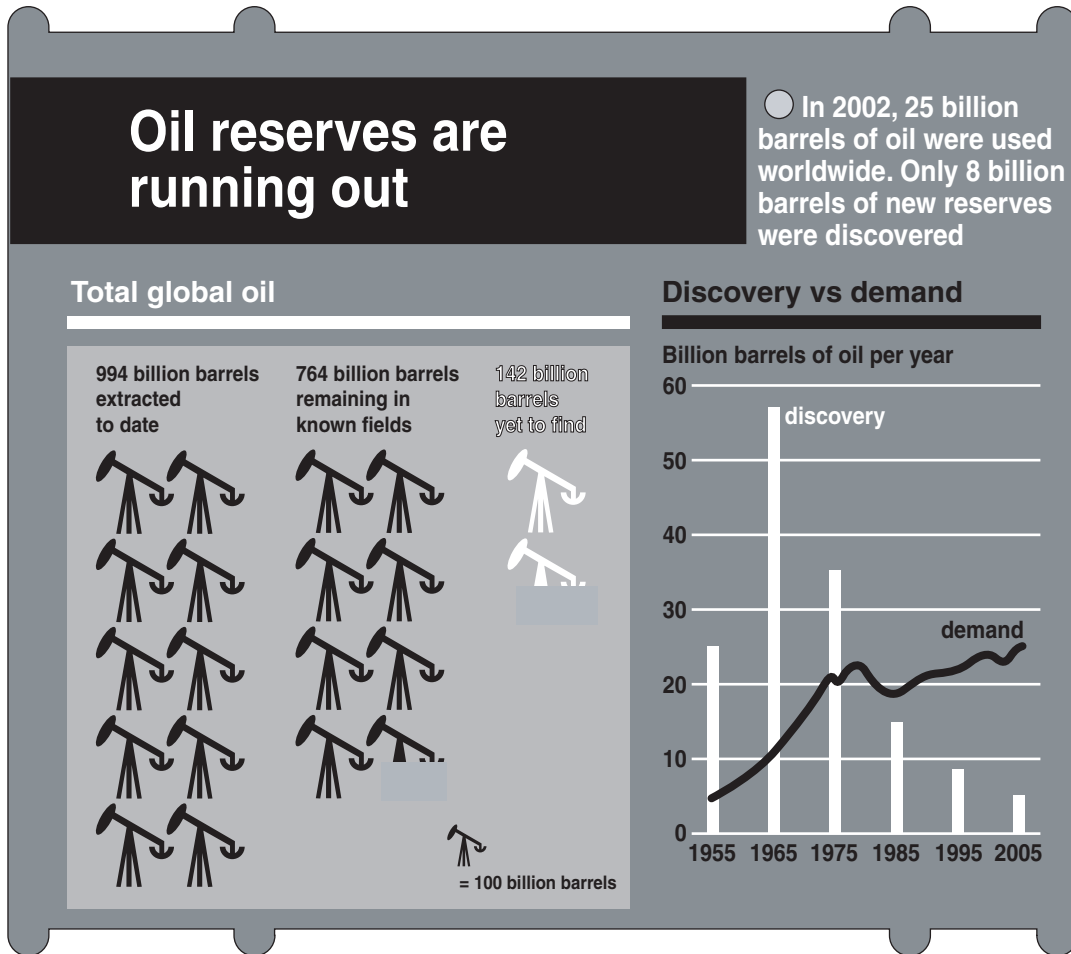 Oil reserves are
running out
In 2002, 25 billion
barrels of oil were used
worldwide. Only 8 billion
barrels of new reserves
were discovered
Total global oil
994 billion barrels
extracted
to date
764 billion barrels
remaining in
known fields
142 billion
barrels
yet to find
= 100 billion barrels
Discovery vs demand
Billion barrels of oil per year
60
discovery
50
40
30
demand
20
10
0
1955 1965 1975 1985 1995 2005